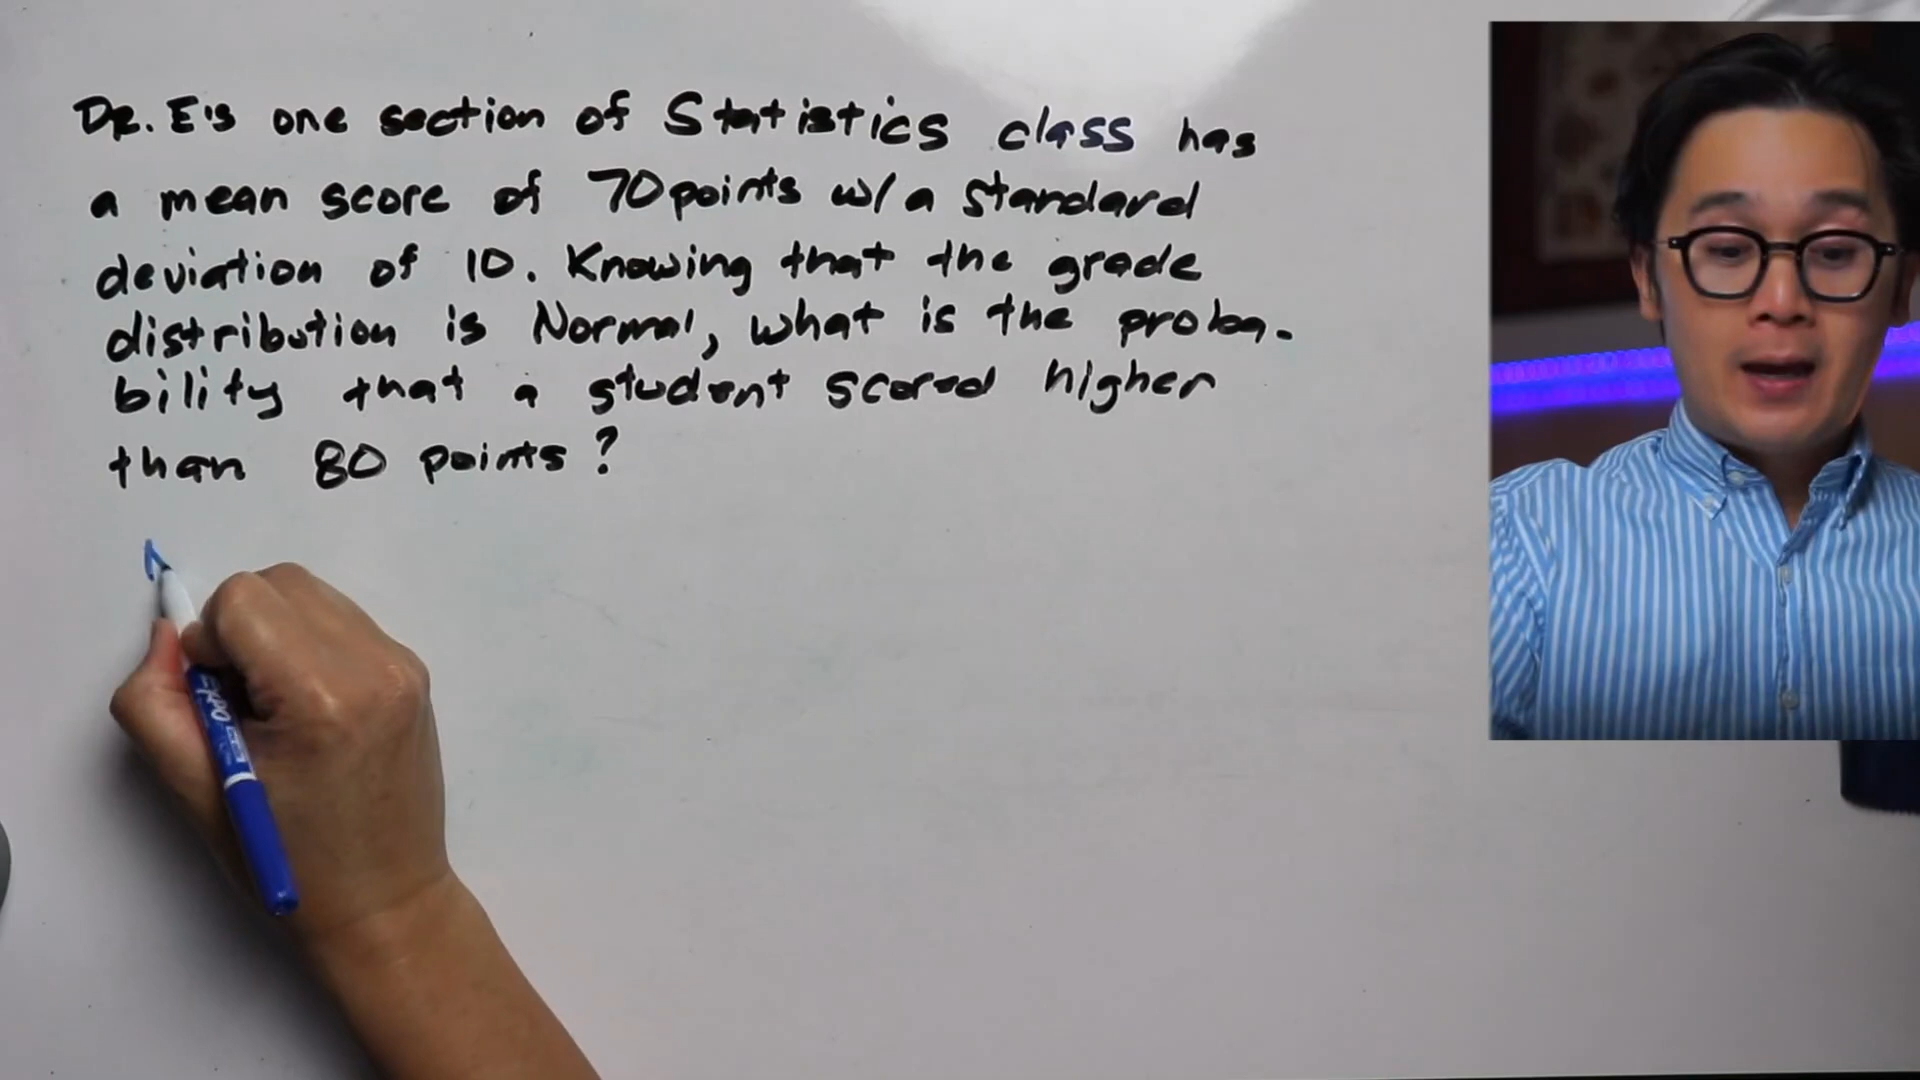 DR. E's one section of Statistics class has
a mean score of 70 points w/ a standard
deviation of 10. Knowing that the grade
distribution is Normal, what is the proba-
bility that a student scored higher
than 80 points?
EXPO